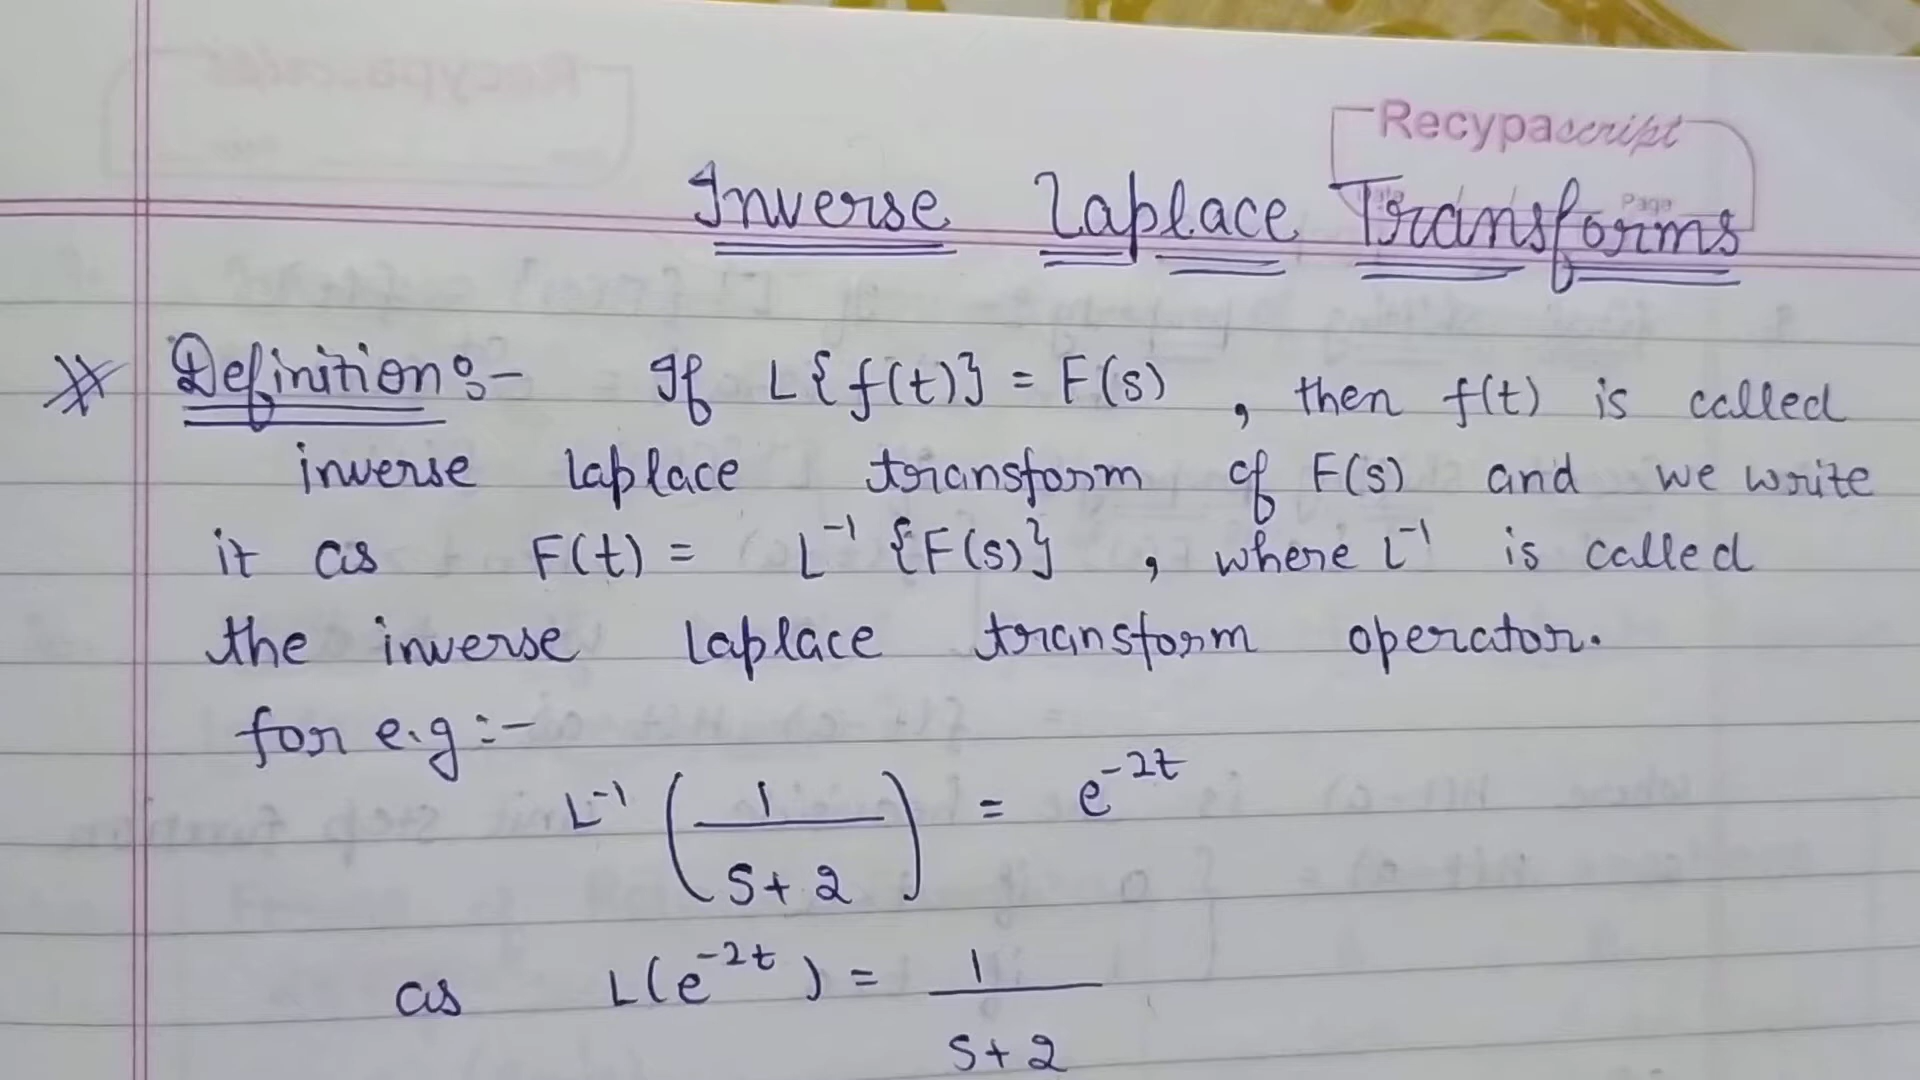 Recypascript
Page
Inverse Laplace Transforms
Definition :- If L{f(t)} = F(s) , then f(t) is called
inverse laplace transform of F(s) and we write
it as F(t) = L⁻¹ {F(s)} , where L⁻¹ is called
the inverse laplace transform operator.
for e.g :-
L⁻¹ (1/(s+2)) = e^(-2t)
as L(e^(-2t)) = 1/(s+2)